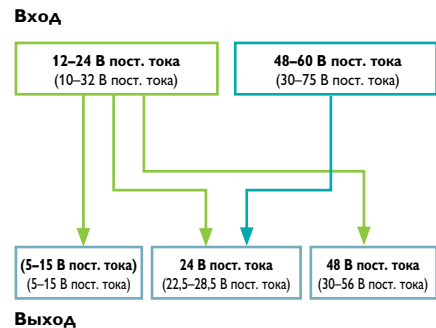 Вход
12–24 В пост. тока
(10–32 В пост. тока)
48–60 В пост. тока
(30–75 В пост. тока)
(5–15 В пост. тока)
(5–15 В пост. тока)
24 В пост. тока
(22,5–28,5 В пост. тока)
48 В пост. тока
(30–56 В пост. тока)
Выход